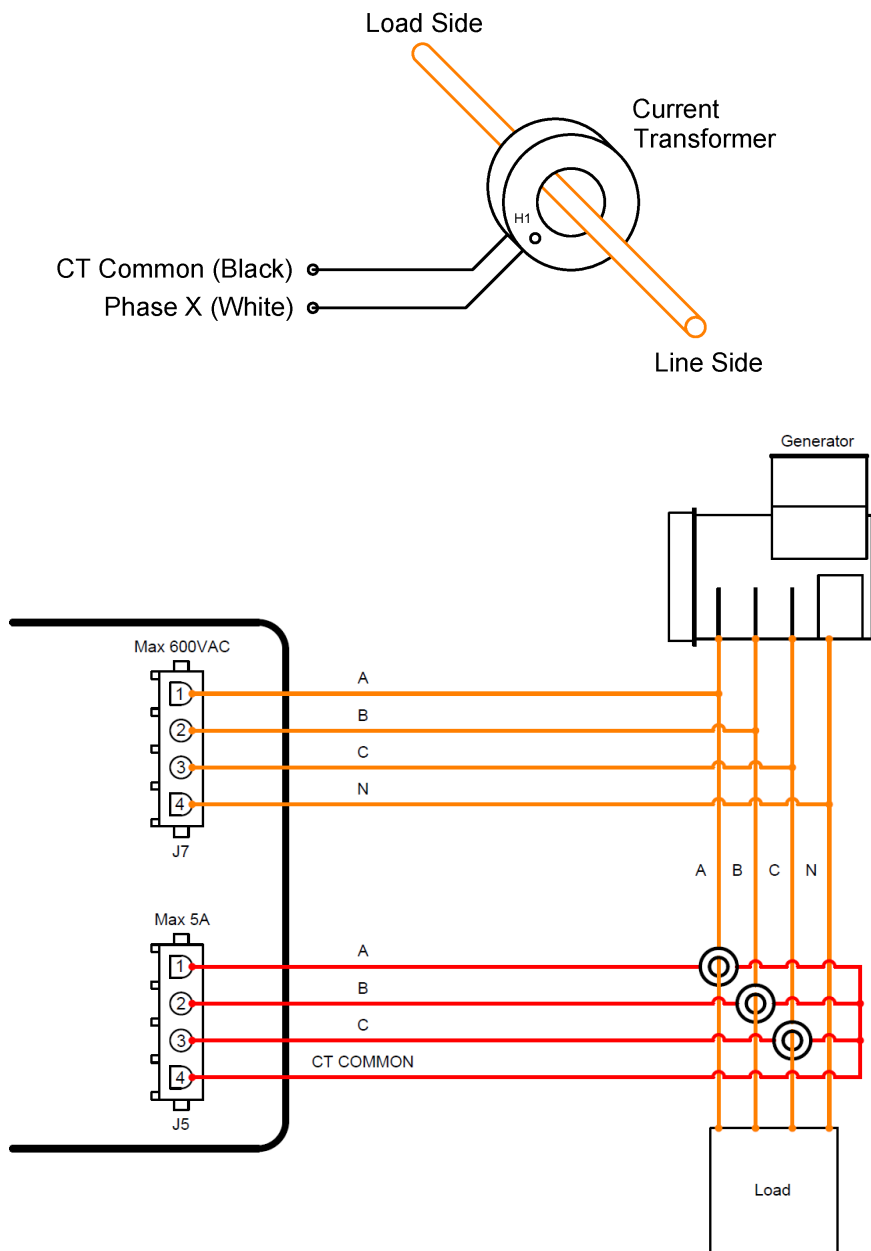 Load Side
Current
Transformer
H1
CT Common (Black)
Phase X (White)
Line Side
Generator
Max 600VAC
1
A
2
B
3
C
4
N
J7
A
B
C
N
Max 5A
1
A
2
B
3
C
4
CT COMMON
J5
Load